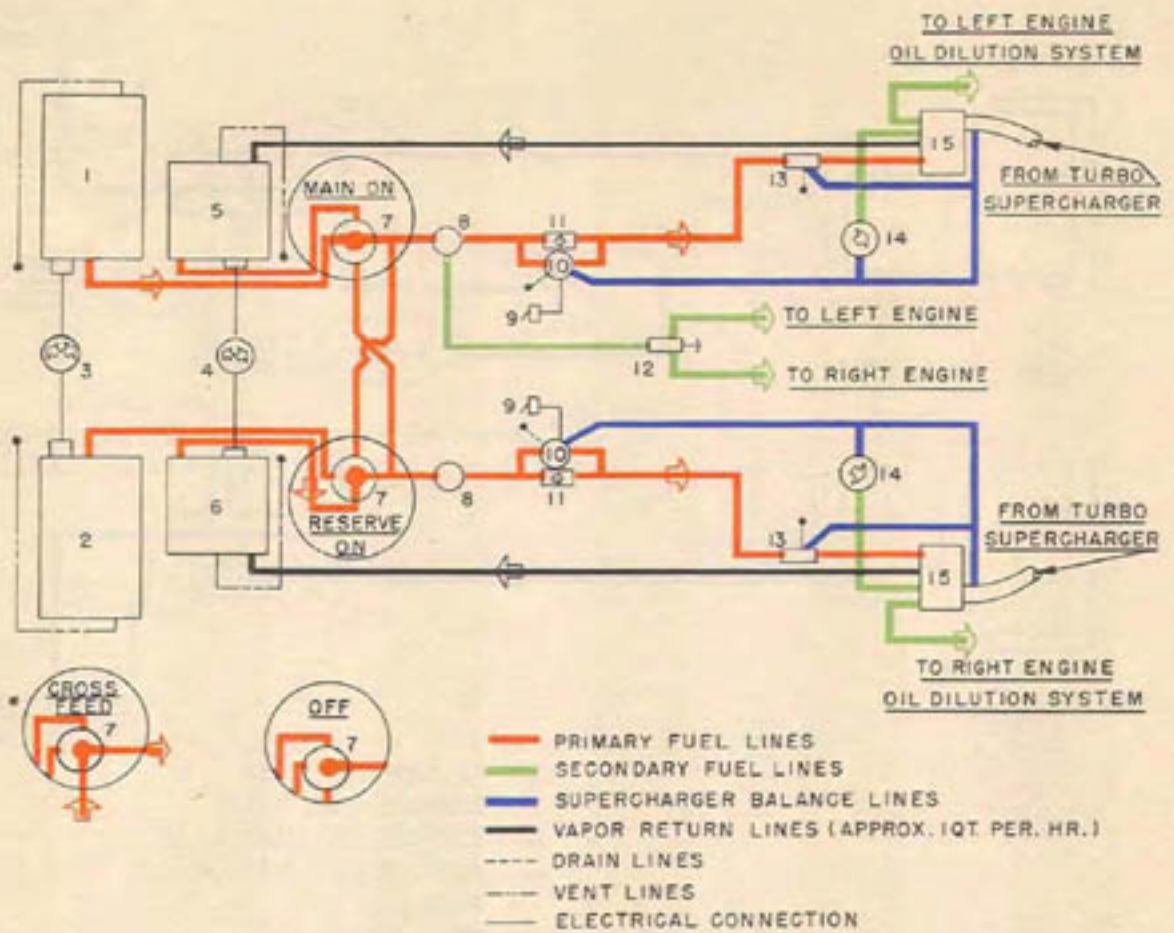 TO LEFT ENGINE
OIL DILUTION SYSTEM
1
5
MAIN ON
7
8
11
10
9
13
15
FROM TURBO
SUPERCHARGER
14
TO LEFT ENGINE
12
TO RIGHT ENGINE
3
4
9
10
11
2
6
7
RESERVE
ON
8
13
14
15
FROM TURBO
SUPERCHARGER
TO RIGHT ENGINE
OIL DILUTION SYSTEM
CROSS
FEED
7
OFF
7
PRIMARY FUEL LINES
SECONDARY FUEL LINES
SUPERCHARGER BALANCE LINES
VAPOR RETURN LINES (APPROX. 1QT. PER. HR.)
DRAIN LINES
VENT LINES
ELECTRICAL CONNECTION